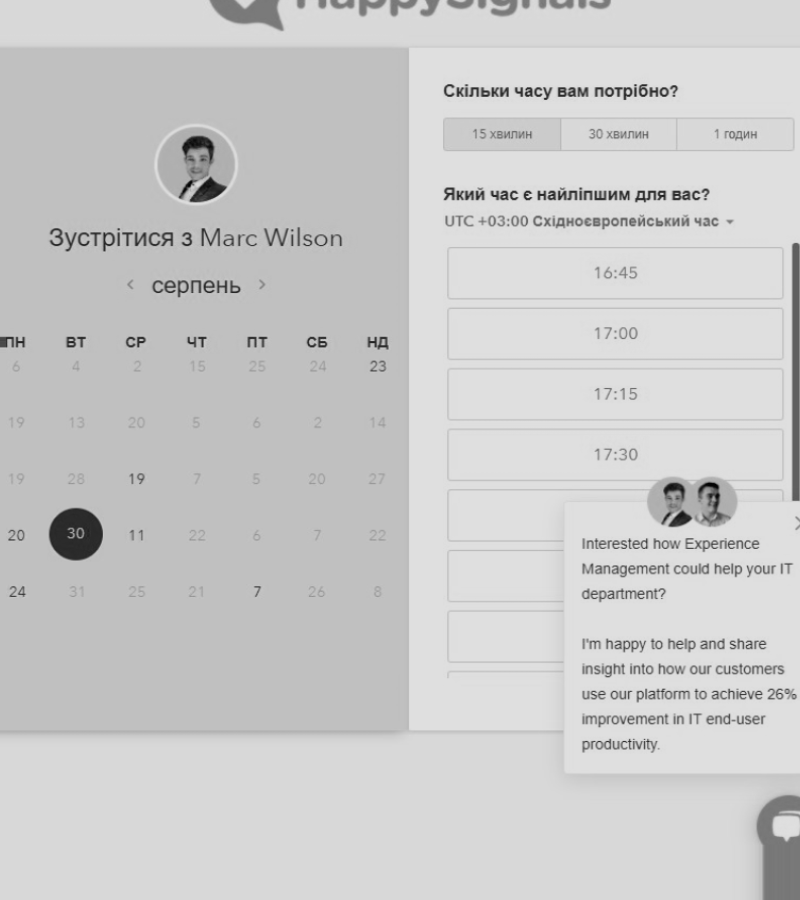 HappySignals
Зустрітися з Marc Wilson
серпень
ПН ВТ СР ЧТ ПТ СБ НД
6 4 2 15 25 24 23
19 13 20 5 6 2 14
19 28 19 7 5 20 27
20 30 11 22 6 7 22
24 31 25 21 7 26 8
Скільки часу вам потрібно?
15 хвилин 30 хвилин 1 годин
Який час є найліпшим для вас?
UTC +03:00 Східноєвропейський час
16:45
17:00
17:15
17:30
Interested how Experience
Management could help your IT
department?
I'm happy to help and share
insight into how our customers
use our platform to achieve 26%
improvement in IT end-user
productivity.